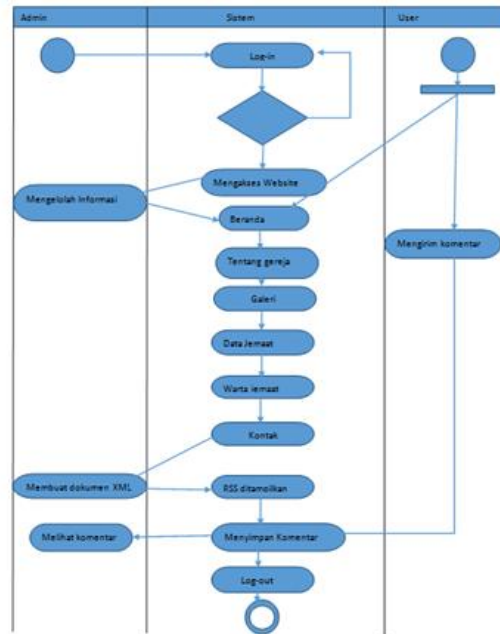 Admin
Sistem
User
Log-in
Mengakses Website
Mengelolah Informasi
Beranda
Mengirim komentar
Tentang gereja
Galeri
Data Jemaat
Warta jemaat
Kontak
Membuat dokumen XML
RSS ditampilkan
Melihat komentar
Menyimpan Komentar
Log-out